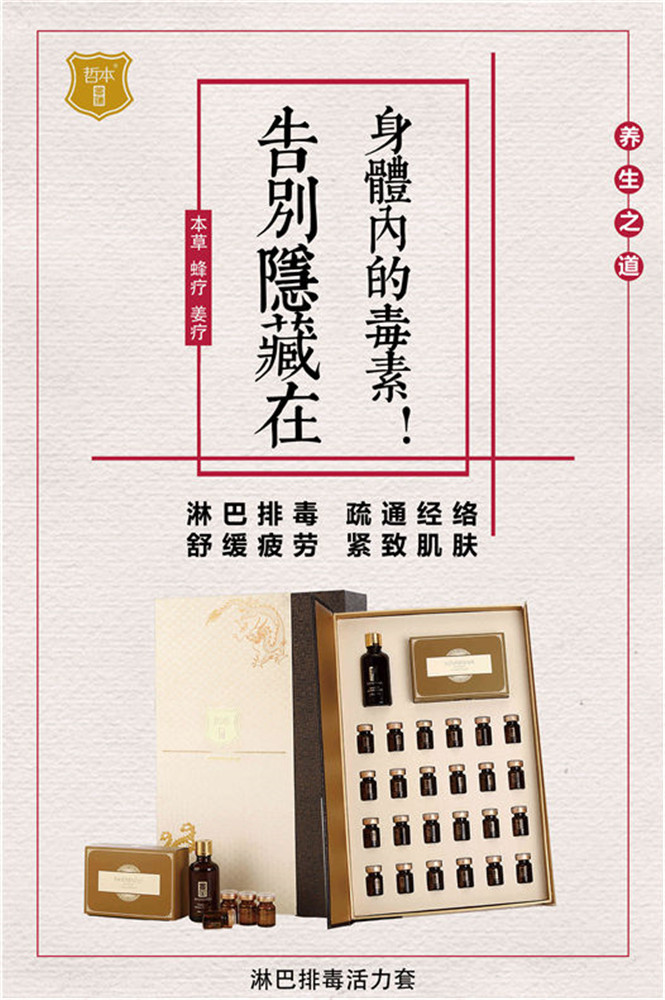 哲本
告別隱藏在
身體內的毒素！
本草 蜂疗 姜疗
养生之道
淋巴排毒 疏通经络
舒缓疲劳 紧致肌肤
淋巴排毒活力套